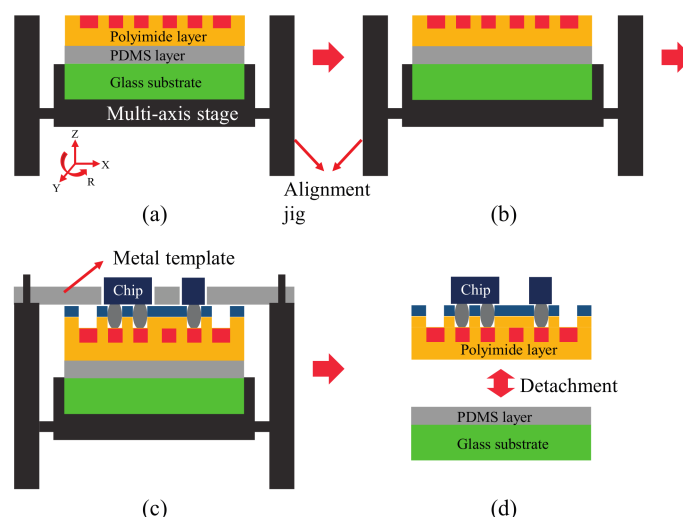 Polyimide layer
PDMS layer
Glass substrate
Multi-axis stage
Z
X
Y
R
Alignment
jig
(a)
(b)
Metal template
Chip
(c)
Chip
Polyimide layer
Detachment
PDMS layer
Glass substrate
(d)